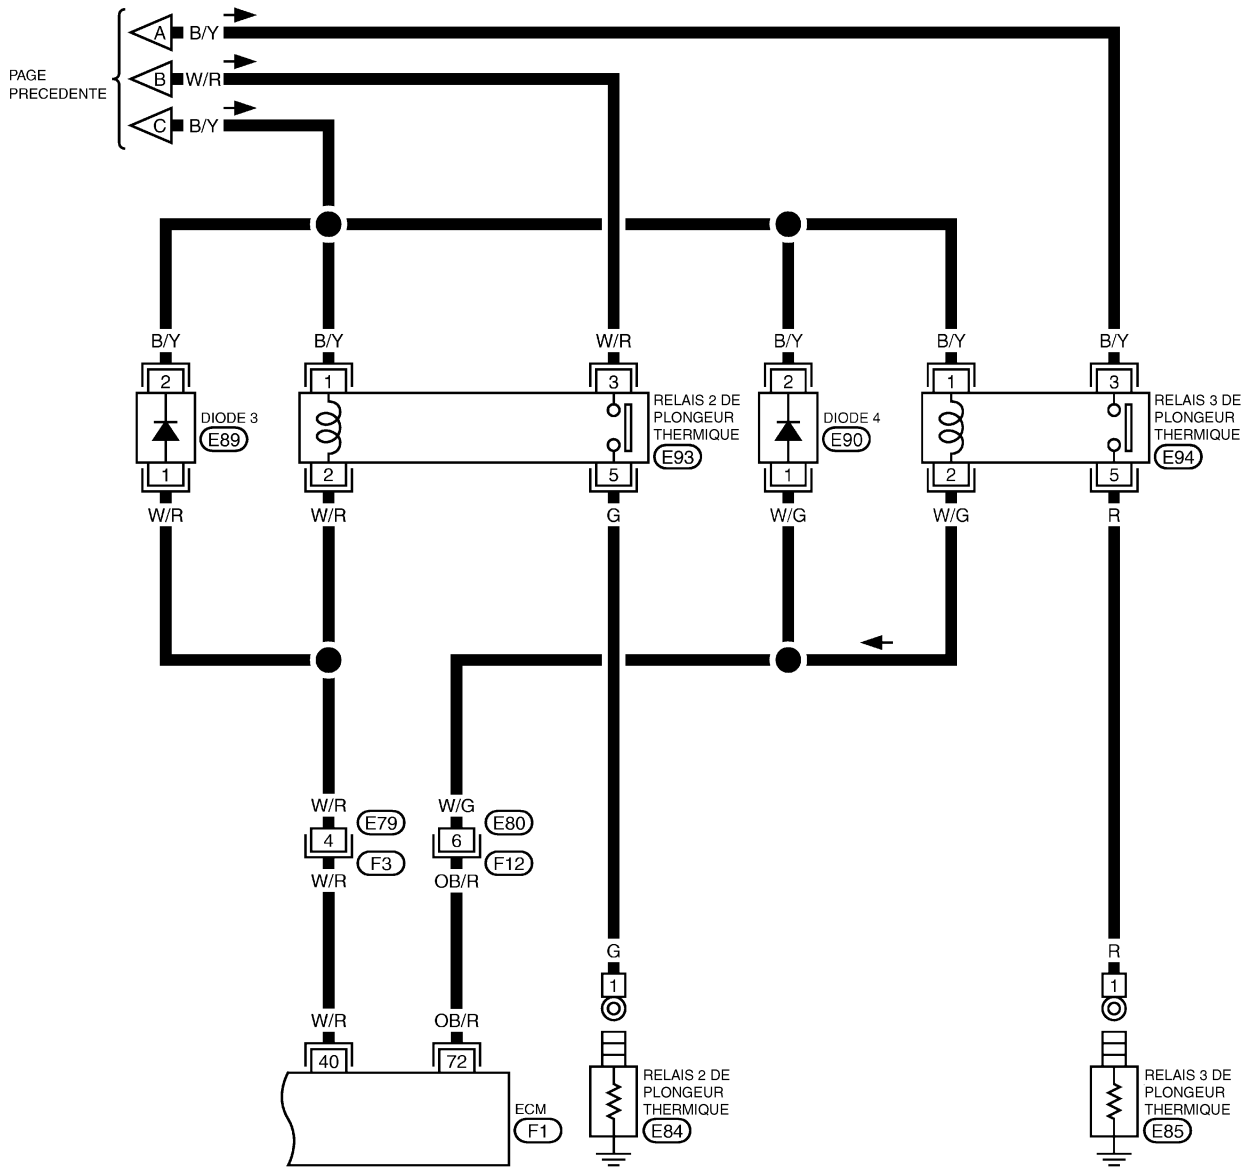 A B/Y
PAGE
PRECEDENTE
B W/R
C B/Y
B/Y B/Y W/R B/Y B/Y B/Y
2 1 3 2 1 3
DIODE 3
E89
RELAIS 2 DE
PLONGEUR
THERMIQUE
E93
DIODE 4
E90
RELAIS 3 DE
PLONGEUR
THERMIQUE
E94
1 2 5 1 2 5
W/R W/R G W/G W/G R
W/R E79 W/G E80
4 6
F3 F12
W/R OB/R
G R
1 1
W/R OB/R
40 72
ECM
F1
RELAIS 2 DE
PLONGEUR
THERMIQUE
E84
RELAIS 3 DE
PLONGEUR
THERMIQUE
E85